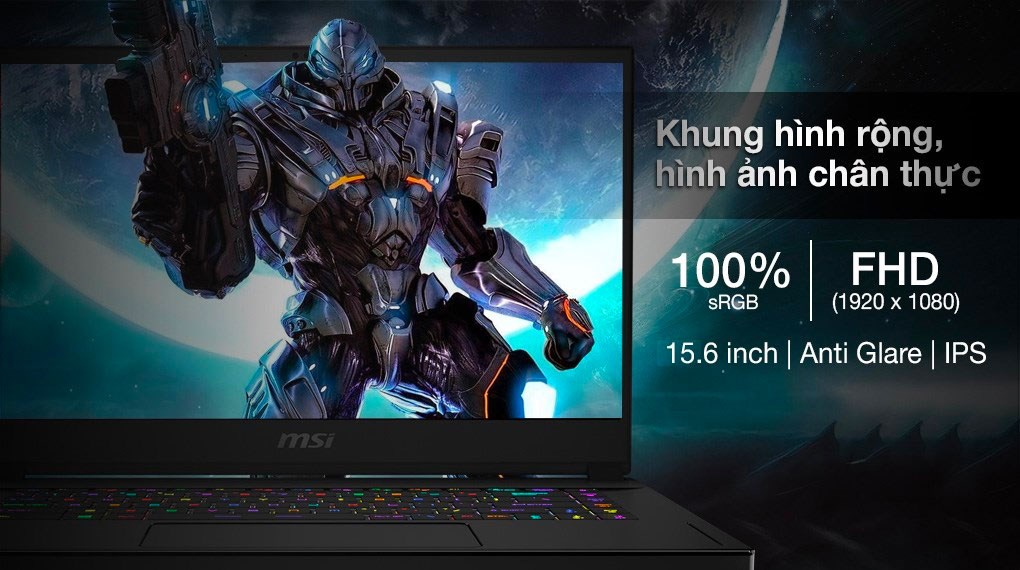 Khung hình rộng,
hình ảnh chân thực
100%
sRGB
FHD
(1920 x 1080)
15.6 inch | Anti Glare | IPS
msi